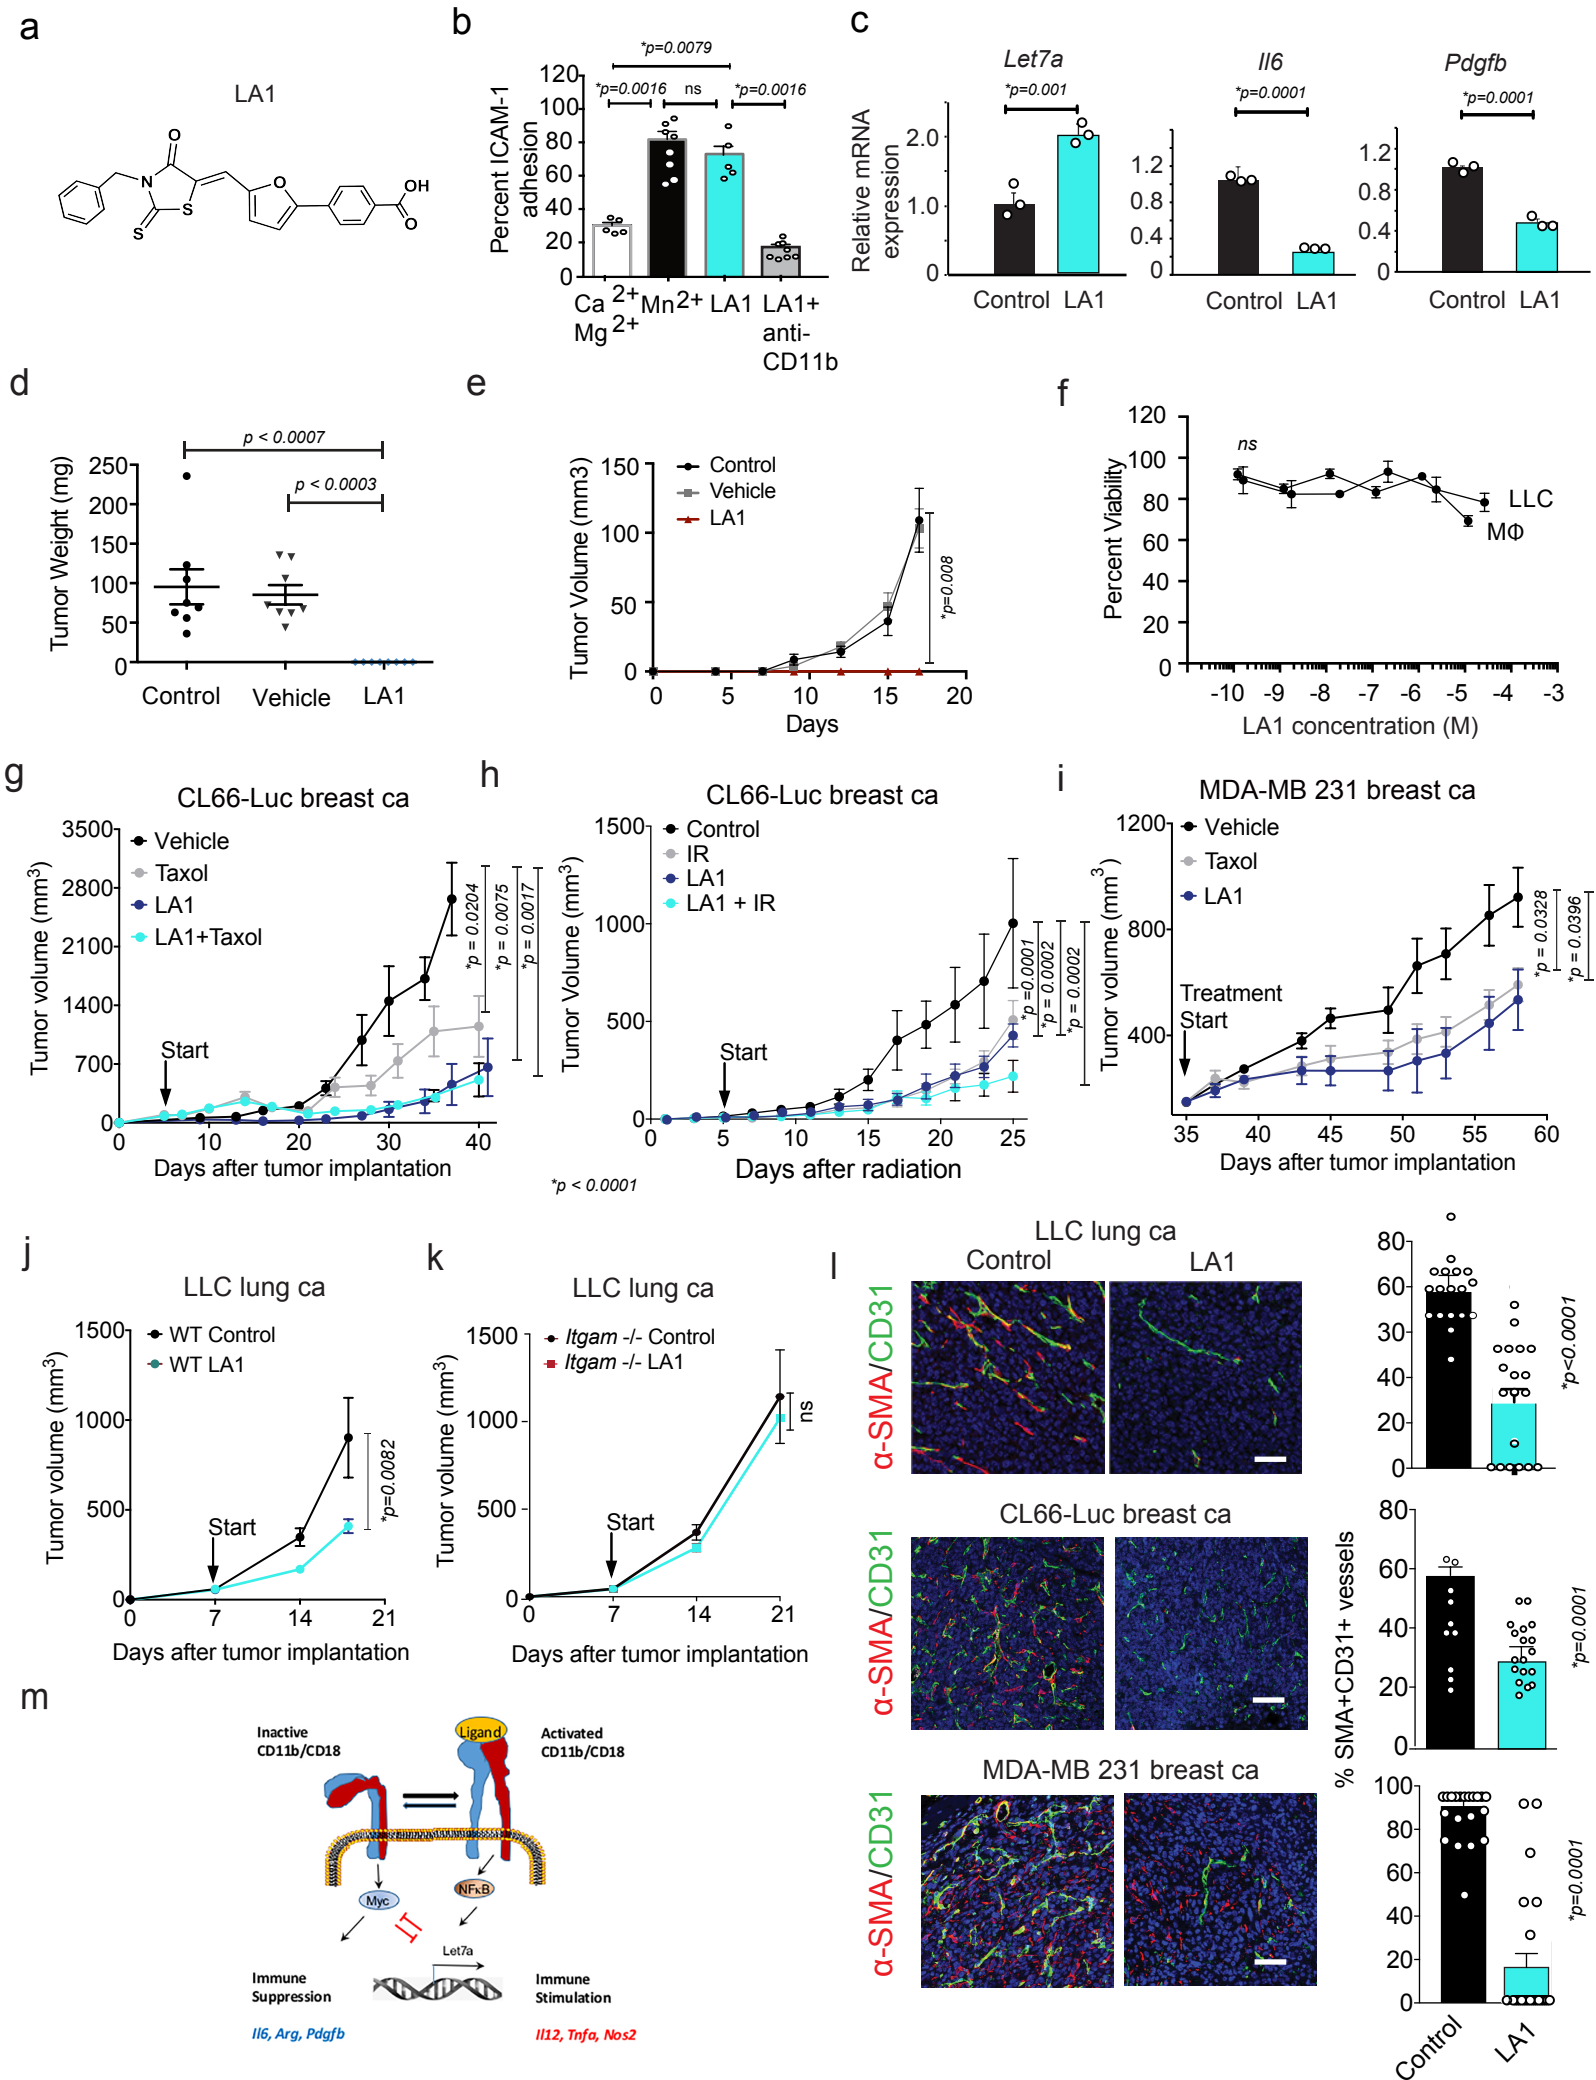 a
LA1
O
N
S
S
O
OH
O
b
*p=0.0079
*p=0.0016
ns
*p=0.0016
Percent ICAM-1
adhesion
120
100
80
60
40
20
0
Ca 2+
Mg 2+
Mn2+
LA1
LA1+
anti-
CD11b
c
Let7a
*p=0.001
Relative mRNA
expression
2.0
1.0
0
Control LA1
Il6
*p=0.0001
1.2
0.8
0.4
0
Control LA1
Pdgfb
*p=0.0001
1.2
0.8
0.4
0
Control LA1
d
p < 0.0007
p < 0.0003
Tumor Weight (mg)
250
200
150
100
50
0
Control
Vehicle
LA1
e
Control
Vehicle
LA1
Tumor Volume (mm3)
150
100
50
0
*p=0.008
0 5 10 15 20
Days
f
ns
Percent Viability
120
100
80
60
40
20
0
LLC
MΦ
-10 -9 -8 -7 -6 -5 -4 -3
LA1 concentration (M)
g
CL66-Luc breast ca
Vehicle
Taxol
LA1
LA1+Taxol
Tumor volume (mm3)
3500
2800
2100
1400
700
0
Start
*p = 0.0204
*p = 0.0075
*p = 0.0017
0 10 20 30 40
Days after tumor implantation
h
CL66-Luc breast ca
Control
IR
LA1
LA1 + IR
Tumor Volume (mm3)
1500
1000
500
0
Start
*p =0.0001
*p = 0.0002
*p = 0.0002
0 5 10 15 20 25
Days after radiation
*p < 0.0001
i
MDA-MB 231 breast ca
Vehicle
Taxol
LA1
Tumor volume (mm3)
1200
800
400
Treatment
Start
*p = 0.0328
*p = 0.0396
35 40 45 50 55 60
Days after tumor implantation
j
LLC lung ca
WT Control
WT LA1
Tumor volume (mm3)
1500
1000
500
0
Start
*p=0.0082
0 7 14 21
Days after tumor implantation
k
LLC lung ca
Itgam -/- Control
Itgam -/- LA1
Tumor volume (mm3)
1500
1000
500
0
Start
ns
0 7 14 21
Days after tumor implantation
l
LLC lung ca
Control
LA1
α-SMA/CD31
80
60
30
40
20
0
*p<0.0001
CL66-Luc breast ca
α-SMA/CD31
80
60
40
20
0
*p=0.0001
% SMA+CD31+ vessels
MDA-MB 231 breast ca
α-SMA/CD31
100
80
60
40
20
0
*p=0.0001
Control
LA1
m
Inactive
CD11b/CD18
Ligand
Activated
CD11b/CD18
Myc
NFκB
Let7a
Immune
Suppression
Immune
Stimulation
Il6, Arg, Pdgfb
Il12, Tnfa, Nos2